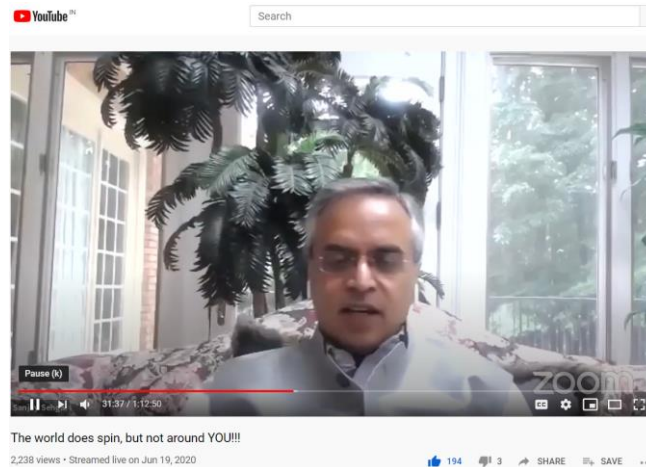 YouTube IN
Search
Pause (k)
zoom
31:37 / 1:12:50
CC
The world does spin, but not around YOU!!!
2,238 views • Streamed live on Jun 19, 2020
194 3 SHARE SAVE